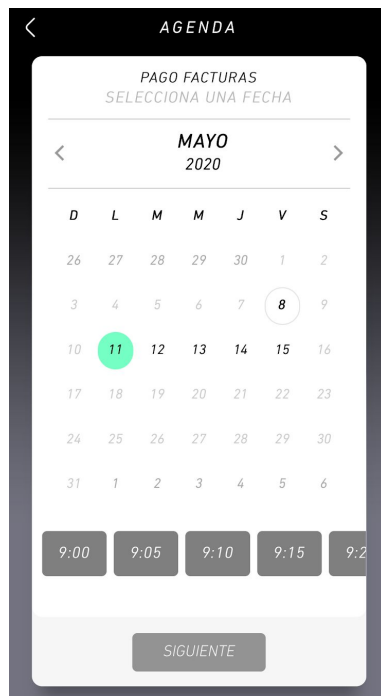 AGENDA
PAGO FACTURAS
SELECCIONA UNA FECHA
MAYO
2020
D L M M J V S
26 27 28 29 30 1 2
3 4 5 6 7 8 9
10 11 12 13 14 15 16
17 18 19 20 21 22 23
24 25 26 27 28 29 30
31 1 2 3 4 5 6
9:00 9:05 9:10 9:15
SIGUIENTE